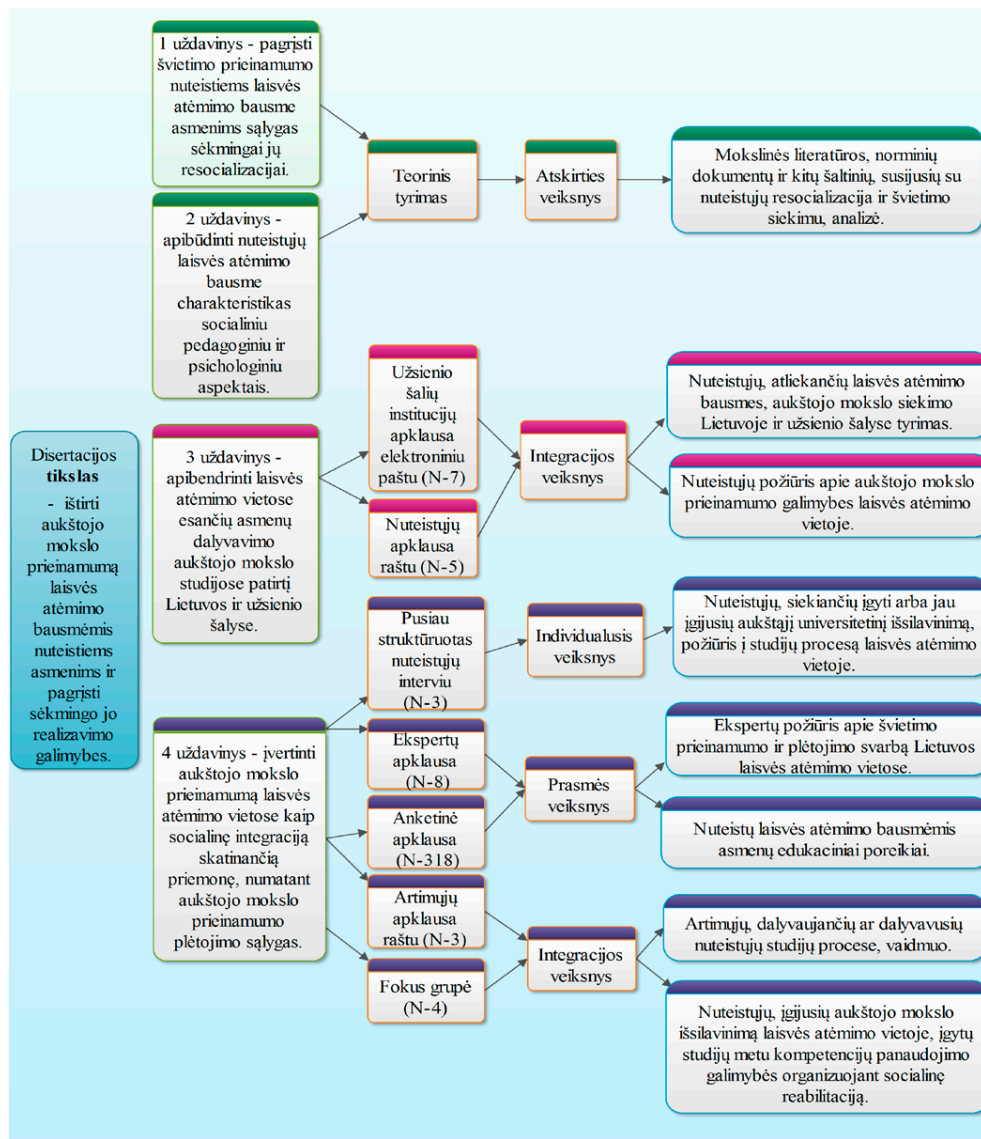 1 uždavinys - pagrįsti
švietimo prieinamumo
nuteistiems laisvės
atėmimo bausme
asmenims sąlygas
sėkmingai jų
resocializacijai.
2 uždavinys -
apibūdinti nuteistųjų
laisvės atėmimo
bausme
charakteristikas
socialiniu
pedagoginiu ir
psichologiniu
aspektais.
Teorinis
tyrimas
Atskirties
veiksnys
Mokslinės literatūros, norminių
dokumentų ir kitų šaltinių, susijusių su
nuteistųjų resocializacija ir švietimo
siekimu, analizė.
Disertacijos
tikslas
- ištirti
aukštojo
mokslo
prieinamumą
laisvės
atėmimo
bausmėmis
nuteistiems
asmenims ir
pagrįsti
sėkmingo jo
realizavimo
galimybes.
3 uždavinys -
apibendrinti laisvės
atėmimo vietose
esančių asmenų
dalyvavimo
aukštojo mokslo
studijose patirtį
Lietuvos ir užsienio
šalyse.
Užsienio
šalių
institucijų
apklausa
elektroniniu
paštu (N-7)
Nuteistųjų
apklausa
raštu (N-5)
Integracijos
veiksnys
Nuteistųjų, atliekančių laisvės atėmimo
bausmes, aukštojo mokslo siekimo
Lietuvoje ir užsienio šalyse tyrimas.
Nuteistųjų požiūris apie aukštojo mokslo
prieinamumo galimybes laisvės atėmimo
vietoje.
4 uždavinys - įvertinti
aukštojo mokslo
prieinamumą laisvės
atėmimo vietose kaip
socialinę integraciją
skatinančią
priemonę, numatant
aukštojo mokslo
prieinamumo
plėtojimo sąlygas.
Pusiau
struktūruotas
nuteistųjų
interviu
(N-3)
Individualusis
veiksnys
Nuteistųjų, siekiančių įgyti arba jau
įgijusių aukštąjį universitetinį išsilavinimą,
požiūris į studijų procesą laisvės atėmimo
vietoje.
Ekspertų
apklausa
(N-8)
Anketinė
apklausa
(N-318)
Prasmės
veiksnys
Ekspertų požiūris apie švietimo
prieinamumo ir plėtojimo svarbą Lietuvos
laisvės atėmimo vietose.
Nuteistų laisvės atėmimo bausmėmis
asmenų edukaciniai poreikiai.
Artimųjų
apklausa
raštu (N-3)
Fokus grupė
(N-4)
Integracijos
veiksnys
Artimųjų, dalyvaujančių ar dalyvavusių
nuteistųjų studijų procese, vaidmuo.
Nuteistųjų, įgijusių aukštojo mokslo
išsilavinimą laisvės atėmimo vietoje, įgytų
studijų metu kompetencijų panaudojimo
galimybės organizuojant socialinę
reabilitaciją.